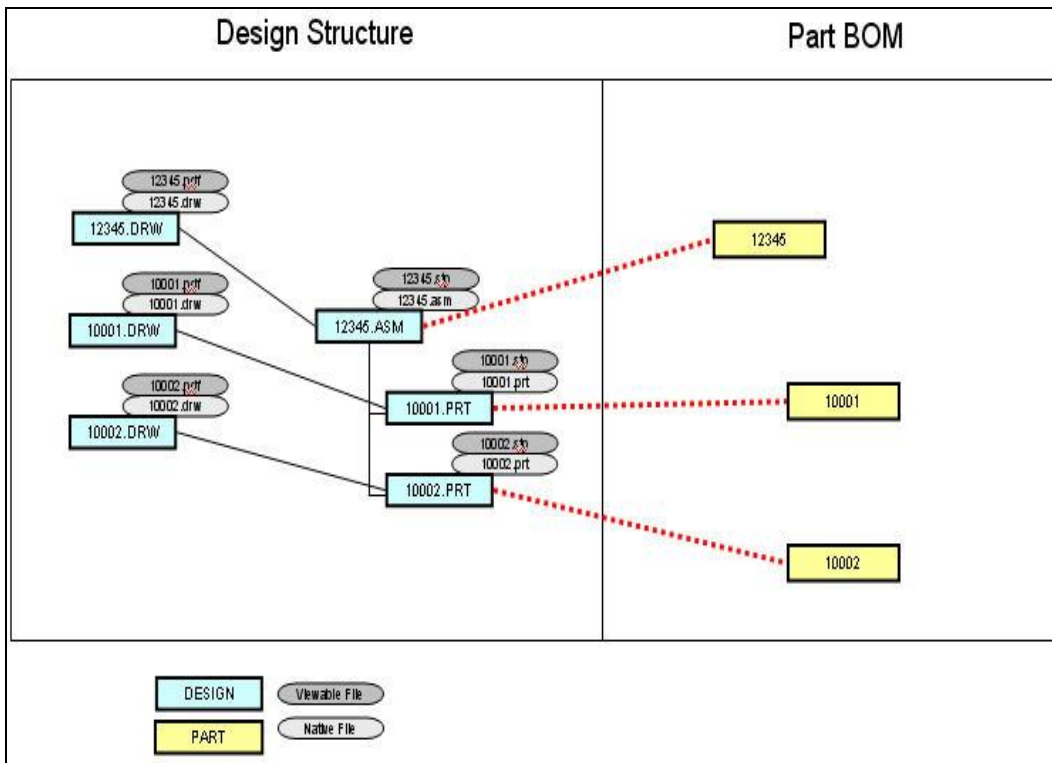 Design Structure
Part BOM
12345.pdf
12345.drw
12345.DRW
12345
12345.stp
12345.asm
12345.ASM
10001.pdf
10001.drw
10001.DRW
10001.stp
10001.prt
10001.PRT
10001
10002.pdf
10002.drw
10002.DRW
10002.stp
10002.prt
10002.PRT
10002
DESIGN
Viewable File
PART
Native File